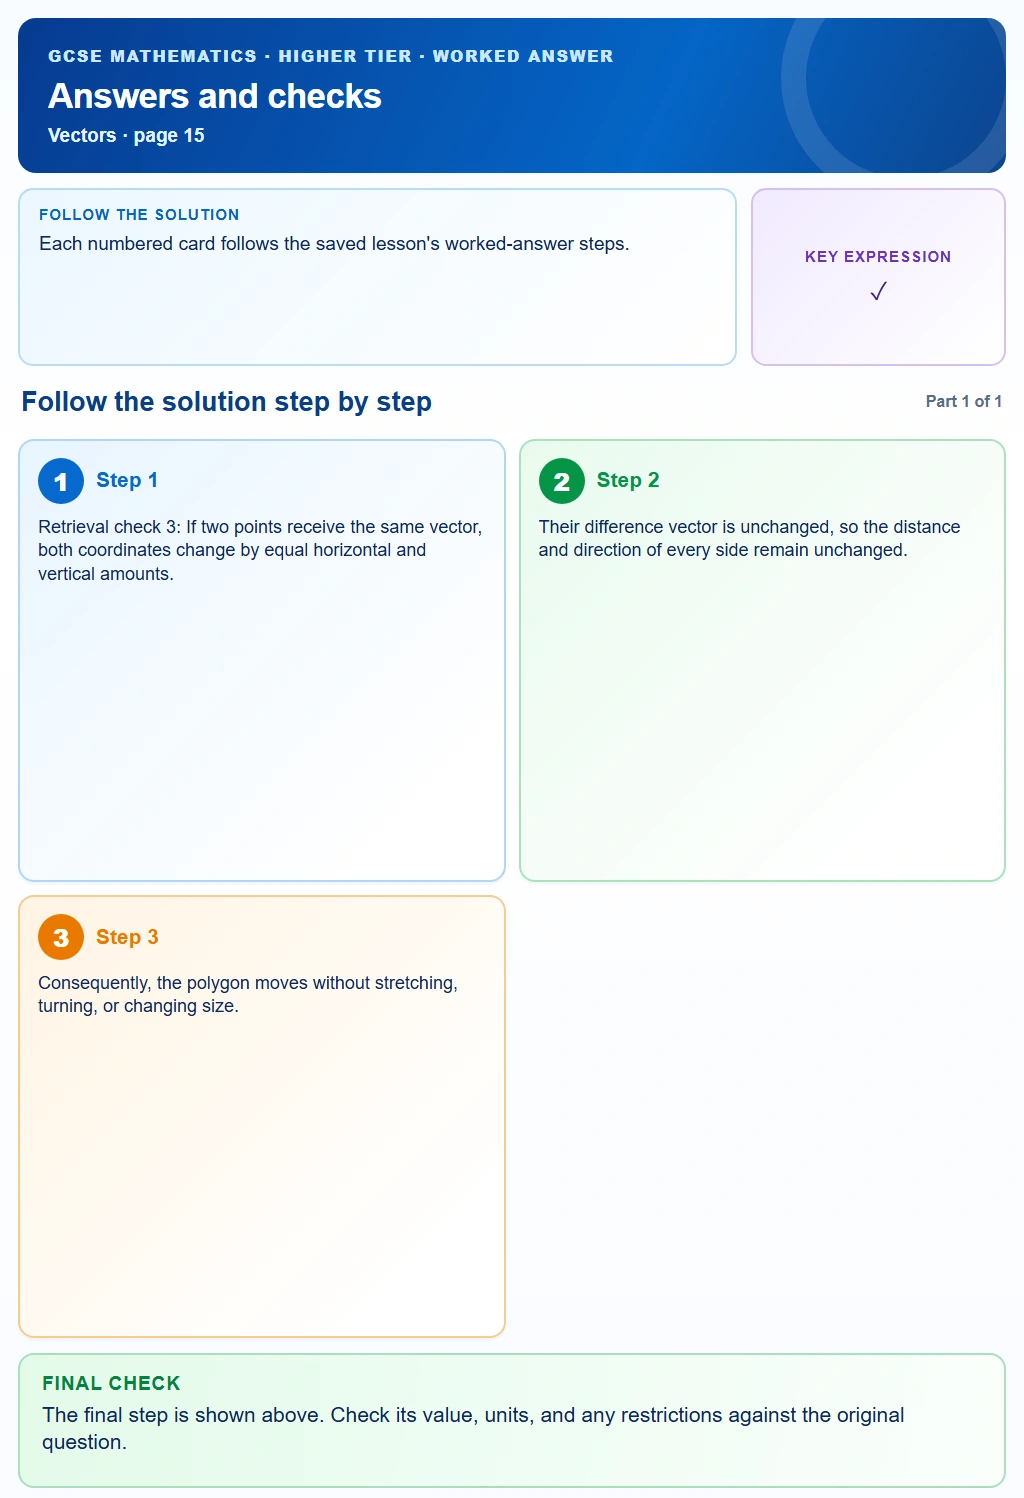 GCSE MATHEMATICS · HIGHER TIER · WORKED ANSWER
Answers and checks
Vectors · page 15
FOLLOW THE SOLUTION
Each numbered card follows the saved lesson's worked-answer steps.
KEY EXPRESSION
✓
Follow the solution step by step
Part 1 of 1
1 Step 1
Retrieval check 3: If two points receive the same vector,
both coordinates change by equal horizontal and
vertical amounts.
2 Step 2
Their difference vector is unchanged, so the distance
and direction of every side remain unchanged.
3 Step 3
Consequently, the polygon moves without stretching,
turning, or changing size.
FINAL CHECK
The final step is shown above. Check its value, units, and any restrictions against the original
question.